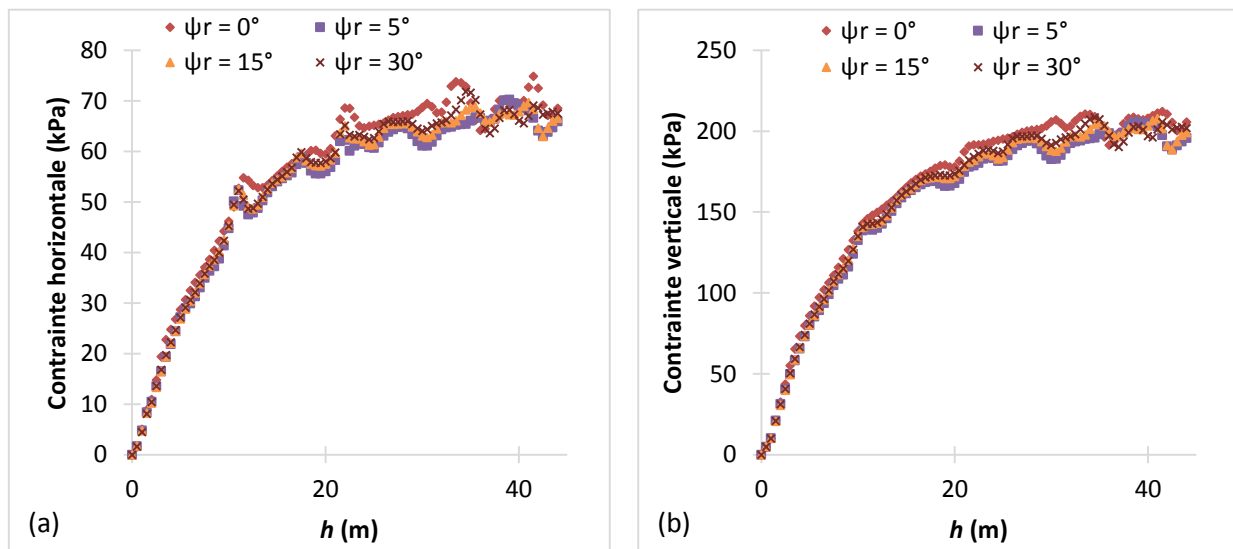 ψr = 0° ψr = 5°
ψr = 15° ψr = 30°
Contrainte horizontale (kPa)
80
70
60
50
40
30
20
10
0
0 20 40
h (m)
(a)
ψr = 0° ψr = 5°
ψr = 15° ψr = 30°
Contrainte verticale (kPa)
250
200
150
100
50
0
0 20 40
h (m)
(b)